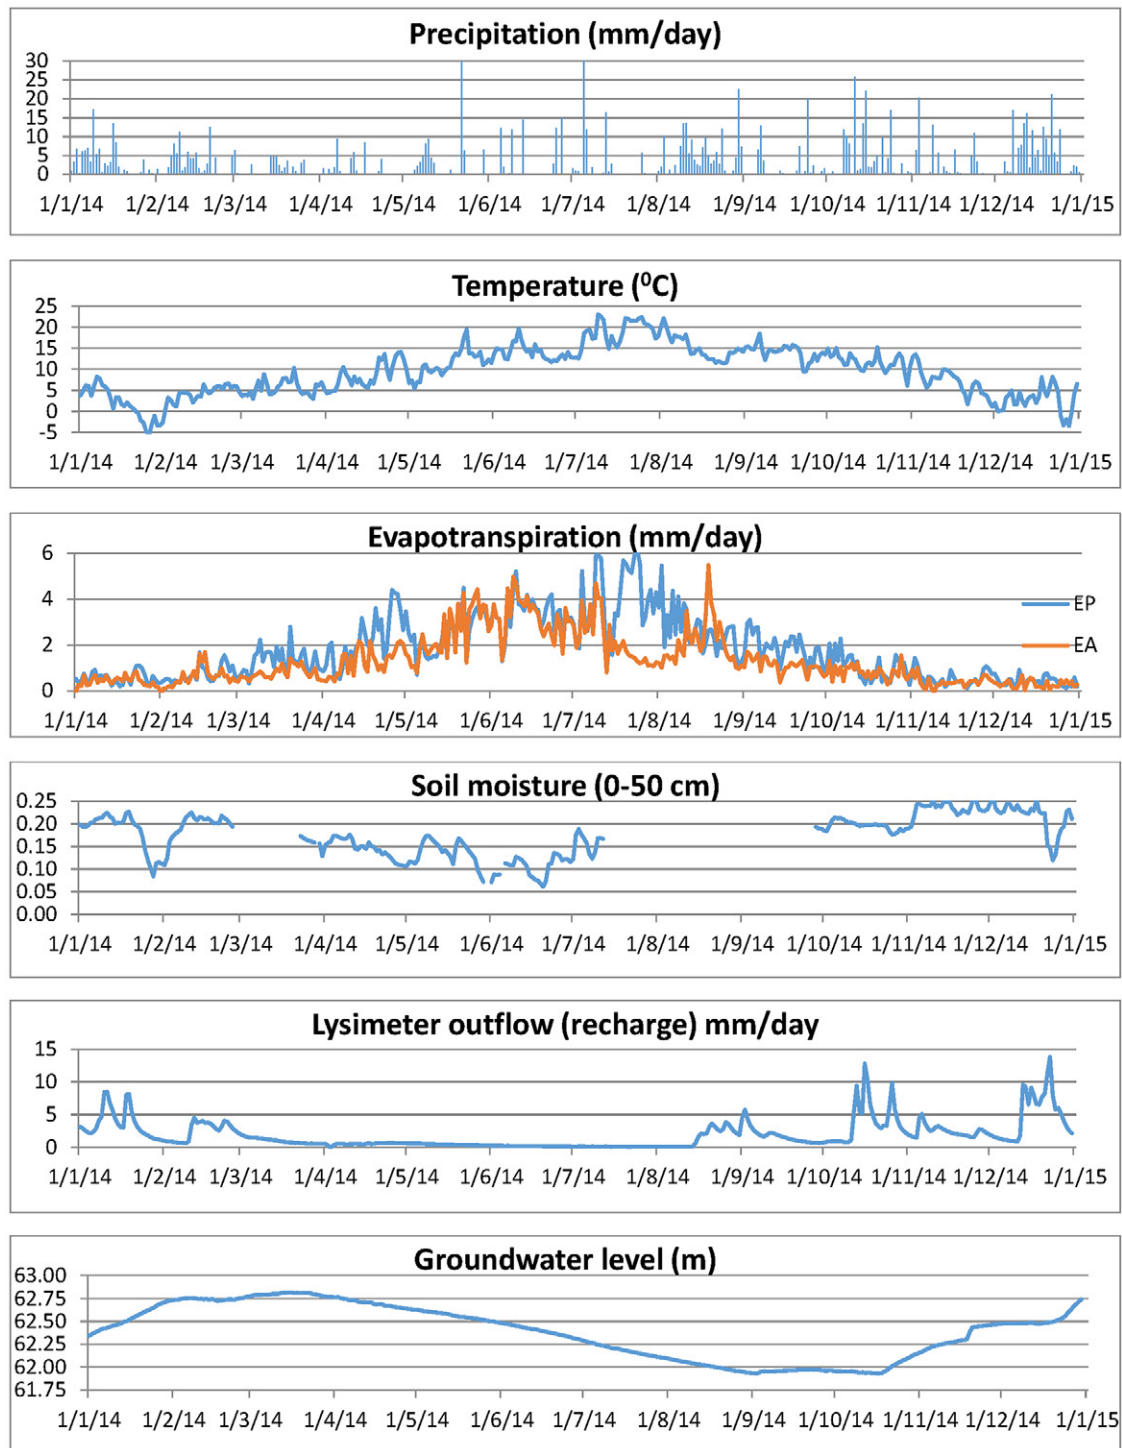 Precipitation (mm/day)
30
25
20
15
10
5
0
1/1/14 1/2/14 1/3/14 1/4/14 1/5/14 1/6/14 1/7/14 1/8/14 1/9/14 1/10/14 1/11/14 1/12/14 1/1/15
Temperature (⁰C)
25
20
15
10
5
0
-5
1/1/14 1/2/14 1/3/14 1/4/14 1/5/14 1/6/14 1/7/14 1/8/14 1/9/14 1/10/14 1/11/14 1/12/14 1/1/15
Evapotranspiration (mm/day)
6
4
2
0
EP
EA
1/1/14 1/2/14 1/3/14 1/4/14 1/5/14 1/6/14 1/7/14 1/8/14 1/9/14 1/10/14 1/11/14 1/12/14 1/1/15
Soil moisture (0-50 cm)
0.25
0.20
0.15
0.10
0.05
0.00
1/1/14 1/2/14 1/3/14 1/4/14 1/5/14 1/6/14 1/7/14 1/8/14 1/9/14 1/10/14 1/11/14 1/12/14 1/1/15
Lysimeter outflow (recharge) mm/day
15
10
5
0
1/1/14 1/2/14 1/3/14 1/4/14 1/5/14 1/6/14 1/7/14 1/8/14 1/9/14 1/10/14 1/11/14 1/12/14 1/1/15
Groundwater level (m)
63.00
62.75
62.50
62.25
62.00
61.75
1/1/14 1/2/14 1/3/14 1/4/14 1/5/14 1/6/14 1/7/14 1/8/14 1/9/14 1/10/14 1/11/14 1/12/14 1/1/15